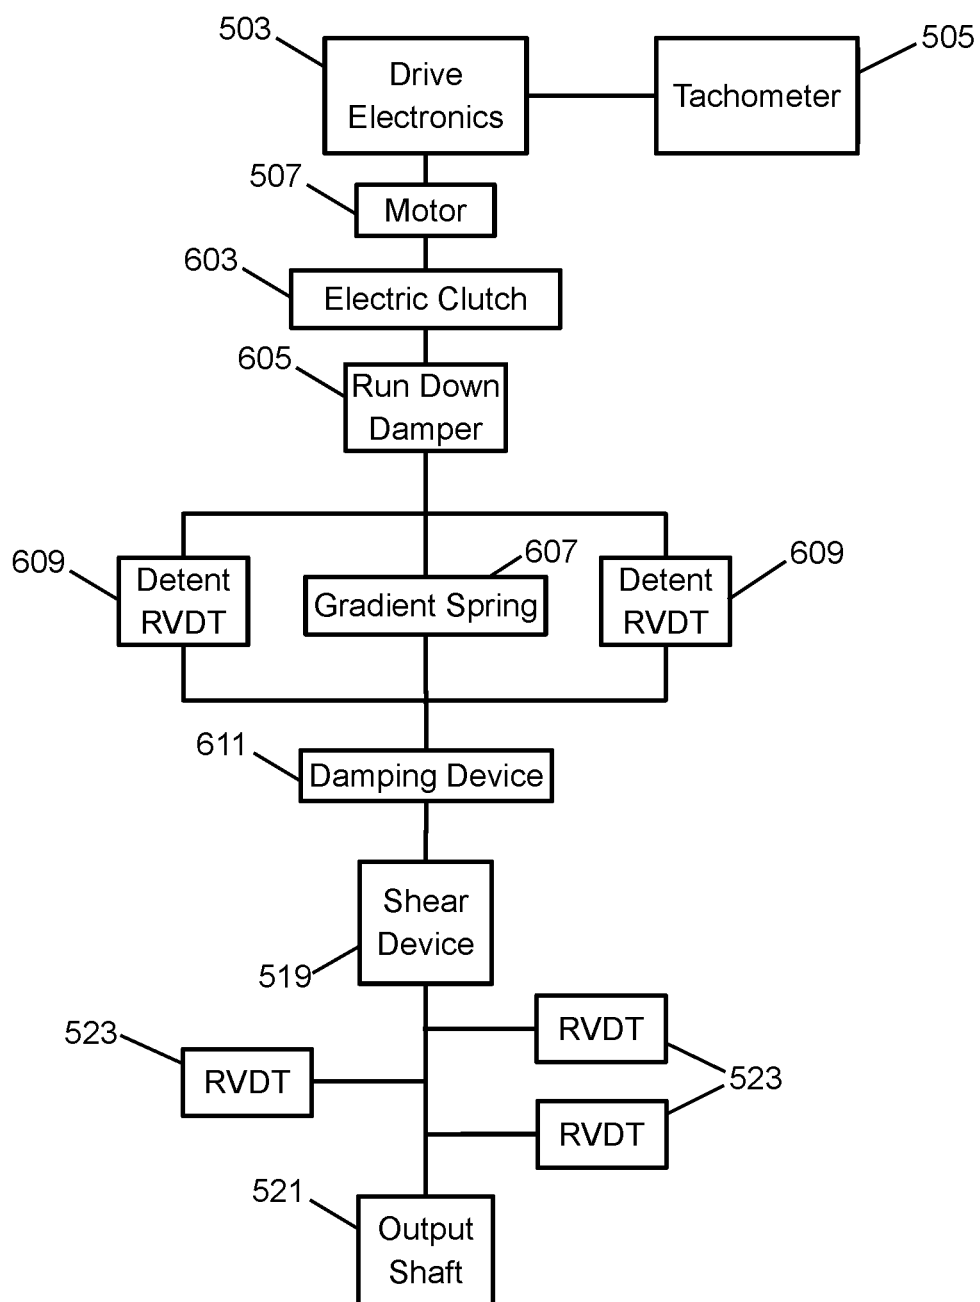 503
505
Drive
Electronics
Tachometer
507
Motor
603
Electric Clutch
605
Run Down
Damper
609
607
609
Detent
RVDT
Gradient Spring
Detent
RVDT
611
Damping Device
Shear
Device
519
RVDT
523
RVDT
523
RVDT
521
Output
Shaft